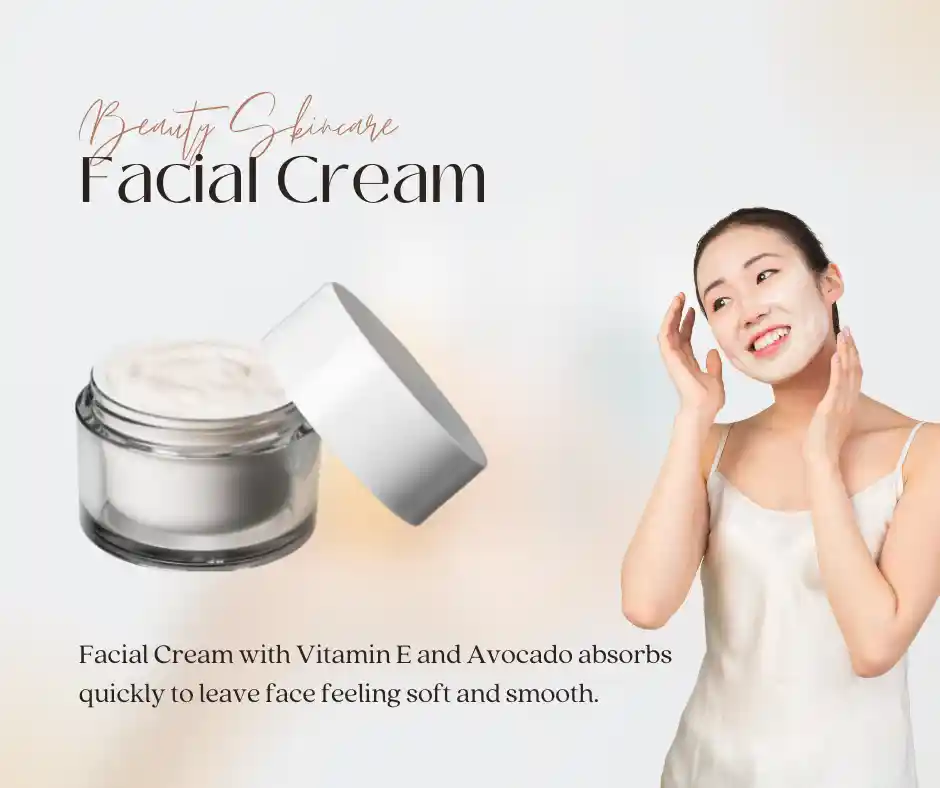 Beauty Skincare
Facial Cream
Facial Cream with Vitamin E and Avocado absorbs
quickly to leave face feeling soft and smooth.